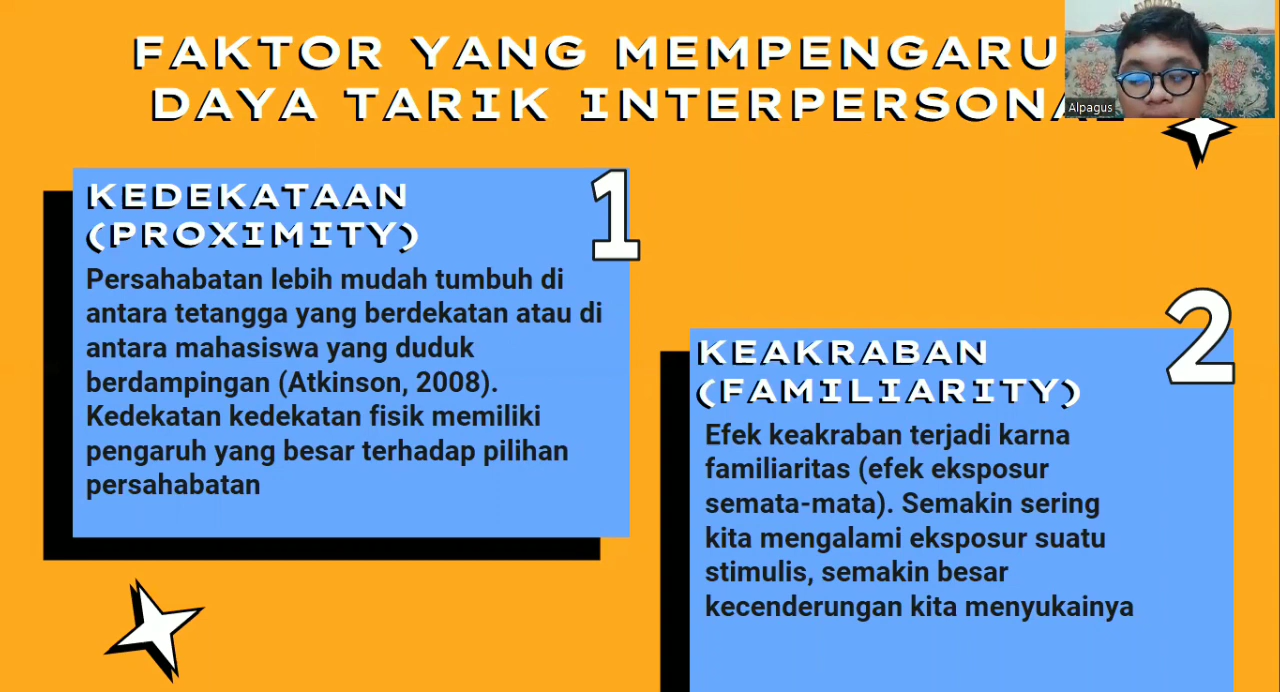 FAKTOR YANG MEMPENGARU
DAYA TARIK INTERPERSONAL
Alpagus
KEDEKATAAN
(PROXIMITY)
1
Persahabatan lebih mudah tumbuh di
antara tetangga yang berdekatan atau di
antara mahasiswa yang duduk
berdampingan (Atkinson, 2008).
Kedekatan kedekatan fisik memiliki
pengaruh yang besar terhadap pilihan
persahabatan
2
KEAKRABAN
(FAMILIARITY)
Efek keakraban terjadi karna
familiaritas (efek eksposur
semata-mata). Semakin sering
kita mengalami eksposur suatu
stimulis, semakin besar
kecenderungan kita menyukainya